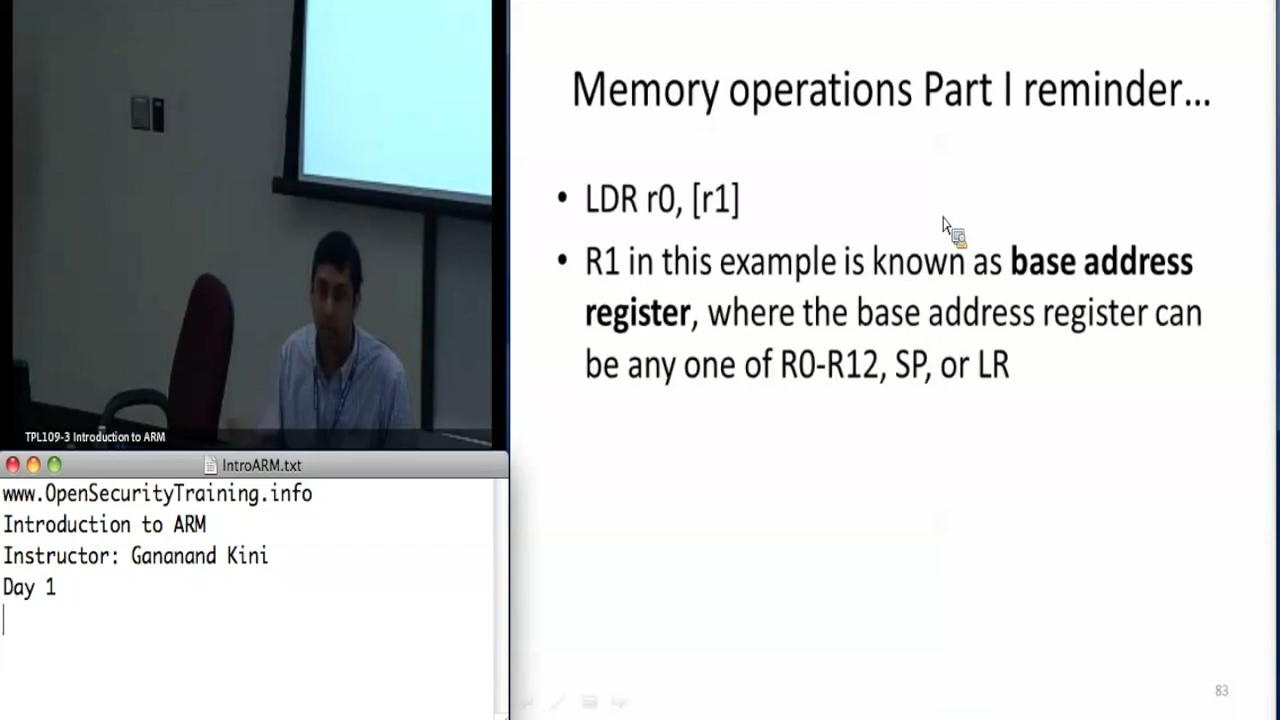 Memory operations Part I reminder...
• LDR r0, [r1]
• R1 in this example is known as base address
register, where the base address register can
be any one of R0-R12, SP, or LR
83
TPL109-3 Introduction to ARM
IntroARM.txt
www.OpenSecurityTraining.info
Introduction to ARM
Instructor: Gananand Kini
Day 1